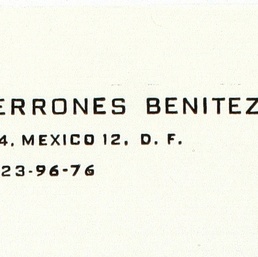 ERRONES BENITEZ
4, MEXICO 12, D. F.
23-96-76